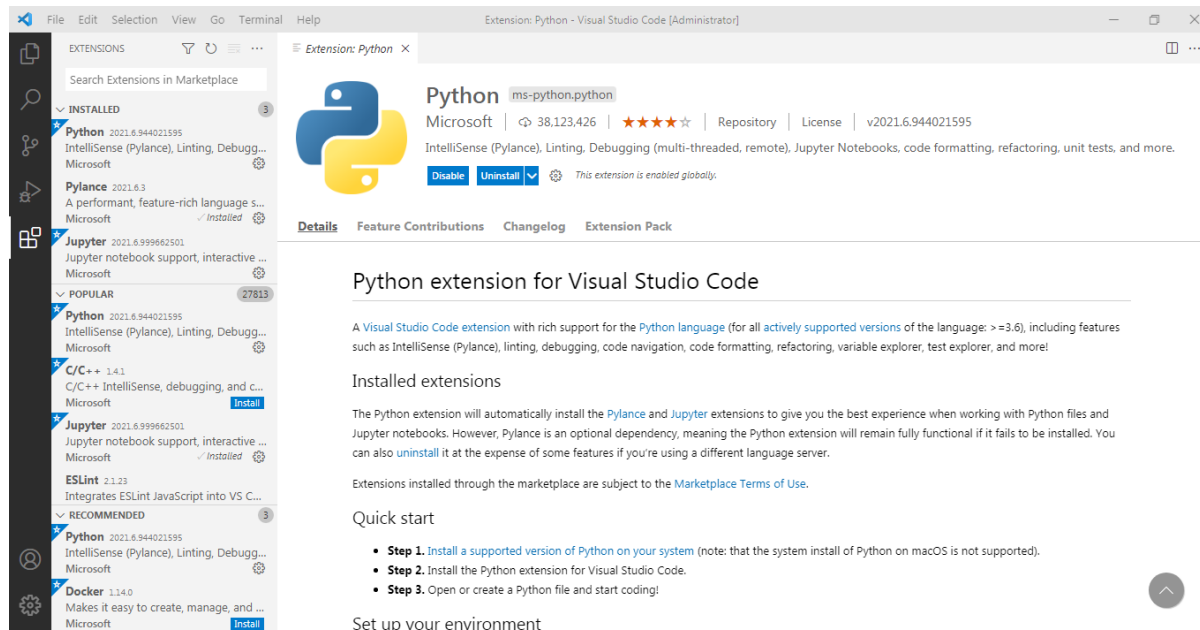 File Edit Selection View Go Terminal Help
Extension: Python - Visual Studio Code [Administrator]
EXTENSIONS
Search Extensions in Marketplace
INSTALLED 3
Python 2021.6.944021595
IntelliSense (Pylance), Linting, Debugg...
Microsoft
Pylance 2021.6.3
A performant, feature-rich language s...
Microsoft Installed
Jupyter 2021.6.999662501
Jupyter notebook support, interactive ...
Microsoft
POPULAR 27813
Python 2021.6.944021595
IntelliSense (Pylance), Linting, Debugg...
Microsoft
C/C++ 1.4.1
C/C++ IntelliSense, debugging, and c...
Microsoft Install
Jupyter 2021.6.999662501
Jupyter notebook support, interactive ...
Microsoft Installed
ESLint 2.1.23
Integrates ESLint JavaScript into VS C...
RECOMMENDED 3
Python 2021.6.944021595
IntelliSense (Pylance), Linting, Debugg...
Microsoft
Docker 1.14.0
Makes it easy to create, manage, and ...
Microsoft Install
Extension: Python
Python ms-python.python
Microsoft 38,123,426 Repository License v2021.6.944021595
IntelliSense (Pylance), Linting, Debugging (multi-threaded, remote), Jupyter Notebooks, code formatting, refactoring, unit tests, and more.
Disable Uninstall This extension is enabled globally.
Details Feature Contributions Changelog Extension Pack
Python extension for Visual Studio Code
A Visual Studio Code extension with rich support for the Python language (for all actively supported versions of the language: >=3.6), including features
such as IntelliSense (Pylance), linting, debugging, code navigation, code formatting, refactoring, variable explorer, test explorer, and more!
Installed extensions
The Python extension will automatically install the Pylance and Jupyter extensions to give you the best experience when working with Python files and
Jupyter notebooks. However, Pylance is an optional dependency, meaning the Python extension will remain fully functional if it fails to be installed. You
can also uninstall it at the expense of some features if you're using a different language server.
Extensions installed through the marketplace are subject to the Marketplace Terms of Use.
Quick start
Step 1. Install a supported version of Python on your system (note: that the system install of Python on macOS is not supported).
Step 2. Install the Python extension for Visual Studio Code.
Step 3. Open or create a Python file and start coding!
Set up your environment